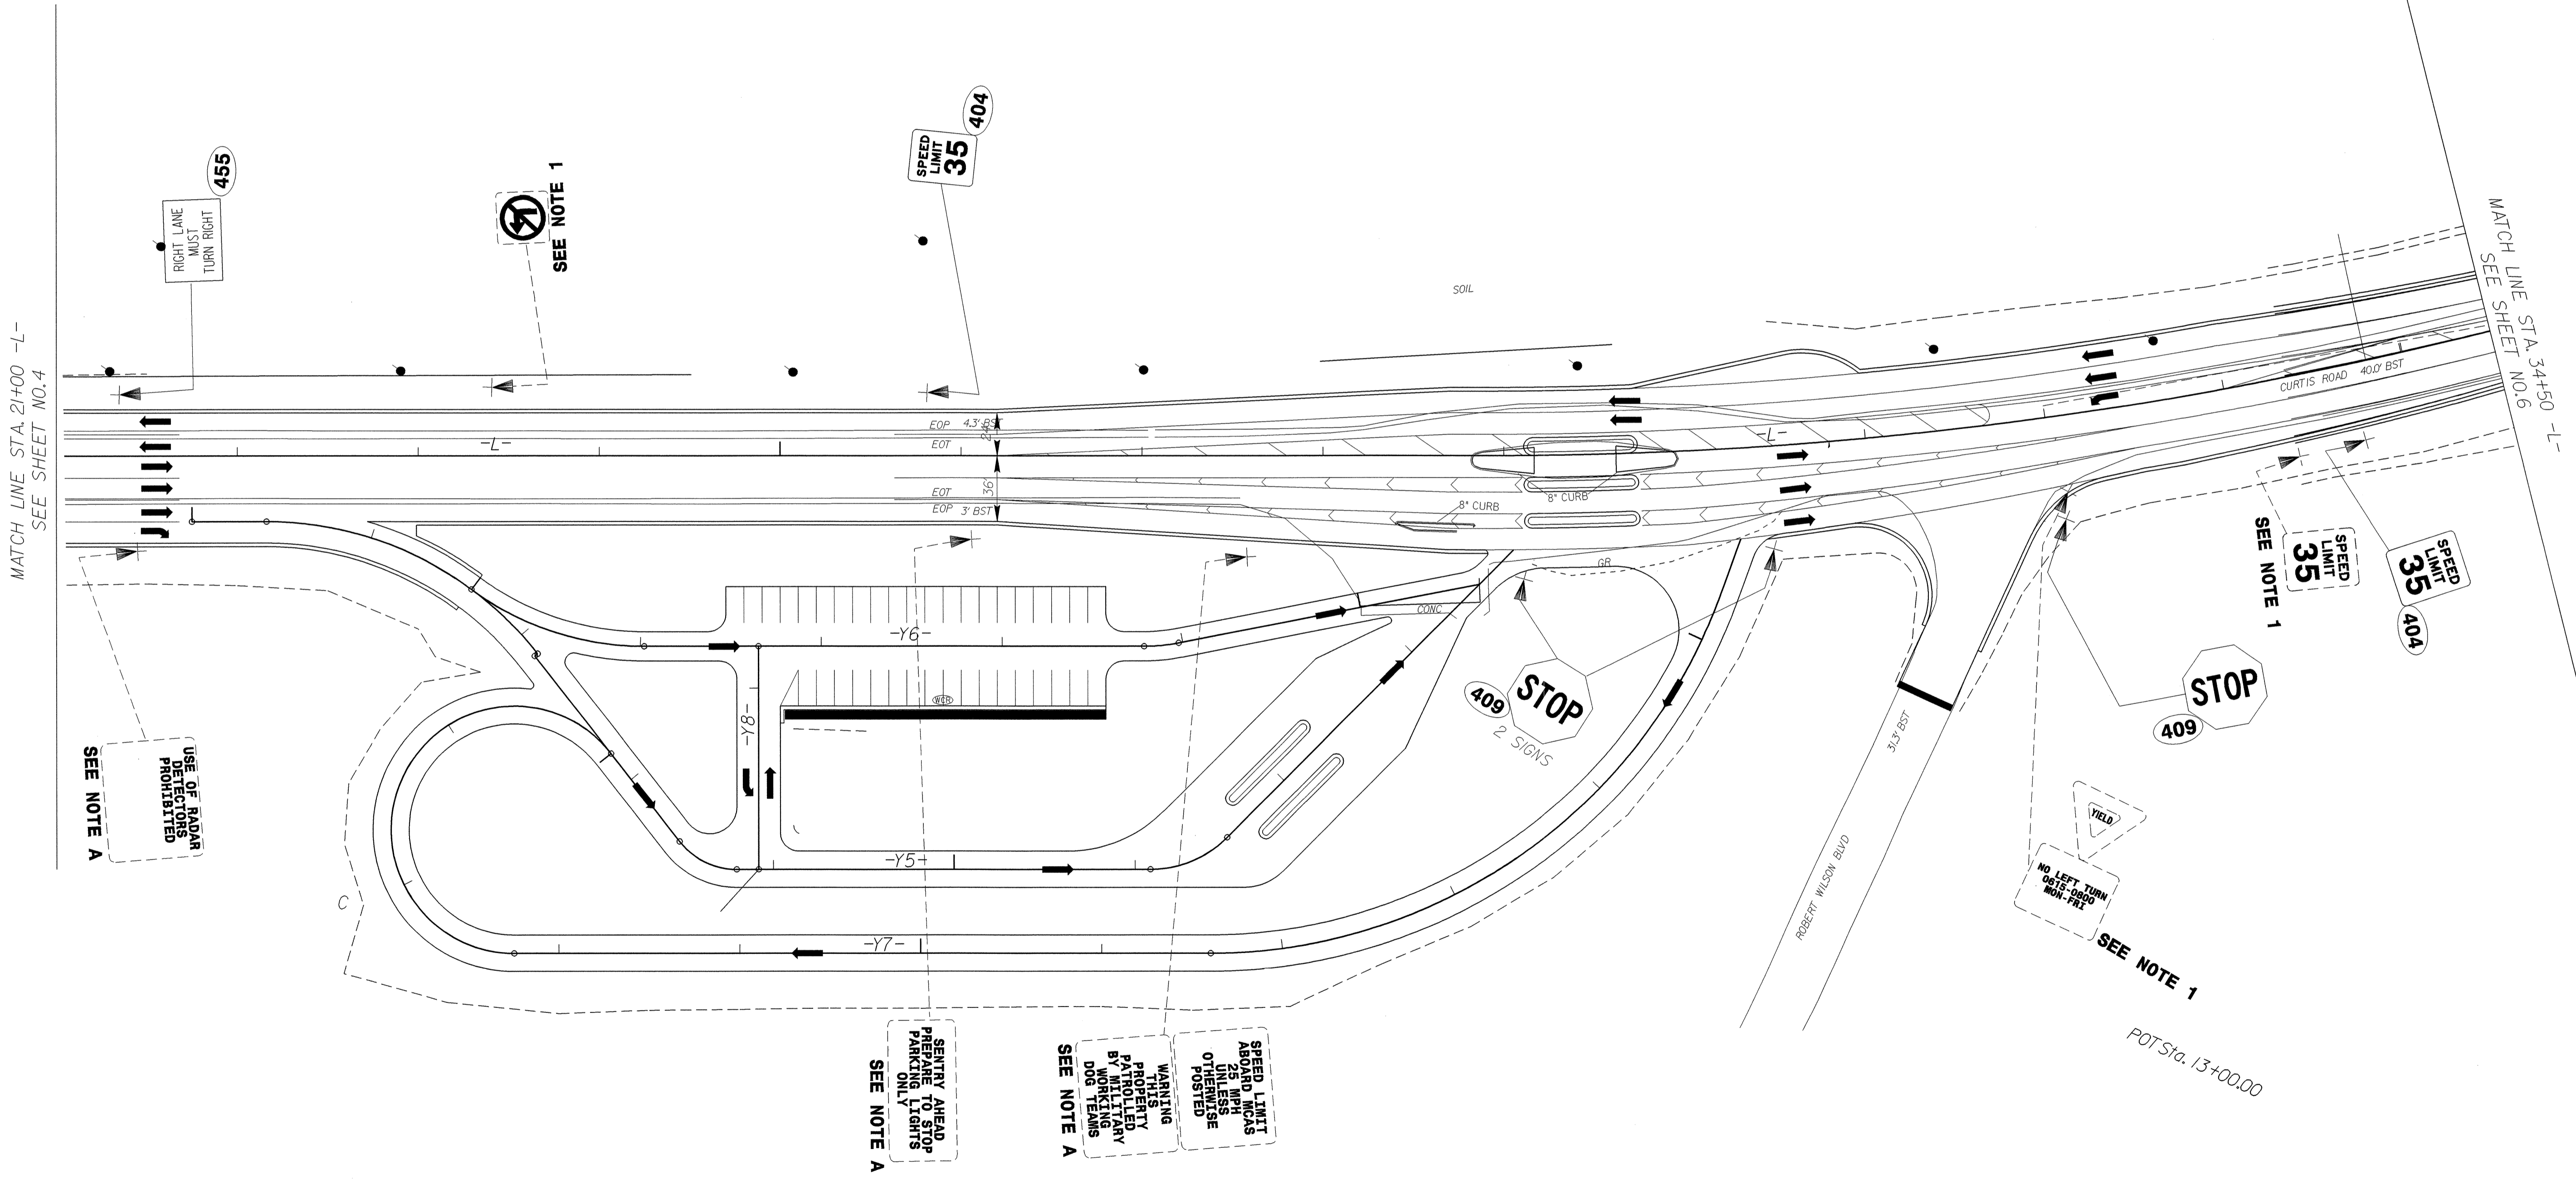 MATCH LINE STA. 21+00 -L-
SEE SHEET NO.4
RIGHT LANE
MUST
TURN RIGHT
455
SEE NOTE 1
SPEED
LIMIT
35
404
SOIL
EOP 4.3' BST
24'
EOT
-L-
-L-
36'
EOT
EOP 3' BST
8" CURB
8" CURB
GR
CONC
CURTIS ROAD 40.0' BST
MATCH LINE STA. 34+50 -L-
SEE SHEET NO.6
-Y6-
WCR
-Y8-
-Y5-
-Y7-
C
STOP
409
2 SIGNS
31.3' BST
ROBERT WILSON BLVD
STOP
409
SPEED
LIMIT
35
SEE NOTE 1
SPEED
LIMIT
35
404
YIELD
NO LEFT TURN
0615-0800
MON-FRI
SEE NOTE 1
POTSta. 13+00.00
USE OF RADAR
DETECTORS
PROHIBITED
SEE NOTE A
SENTRY AHEAD
PREPARE TO STOP
PARKING LIGHTS
ONLY
SEE NOTE A
SPEED LIMIT
ABOARD MCAS
25 MPH
UNLESS
OTHERWISE
POSTED
WARNING
THIS
PROPERTY
PATROLLED
BY MILITARY
WORKING
DOG TEAMS
SEE NOTE A